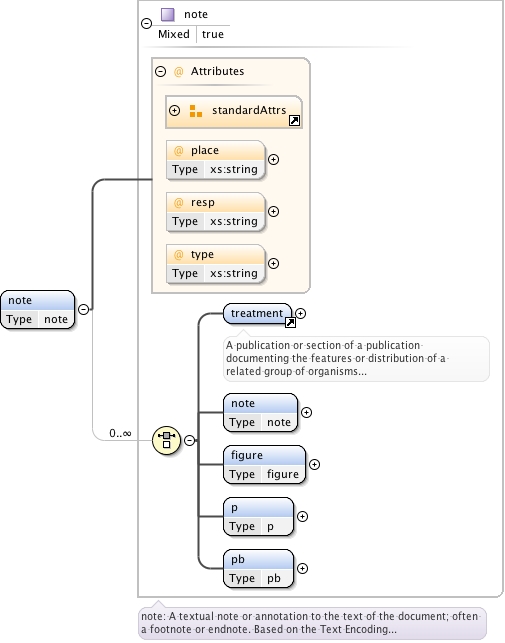 note
Mixed true
@ Attributes
standardAttrs
@ place
Type xs:string
@ resp
Type xs:string
@ type
Type xs:string
note
Type note
treatment
A publication or section of a publication
documenting the features or distribution of a
related group of organisms...
0..∞
note
Type note
figure
Type figure
p
Type p
pb
Type pb
note: A textual note or annotation to the text of the document; often
a footnote or endnote. Based on the Text Encoding...